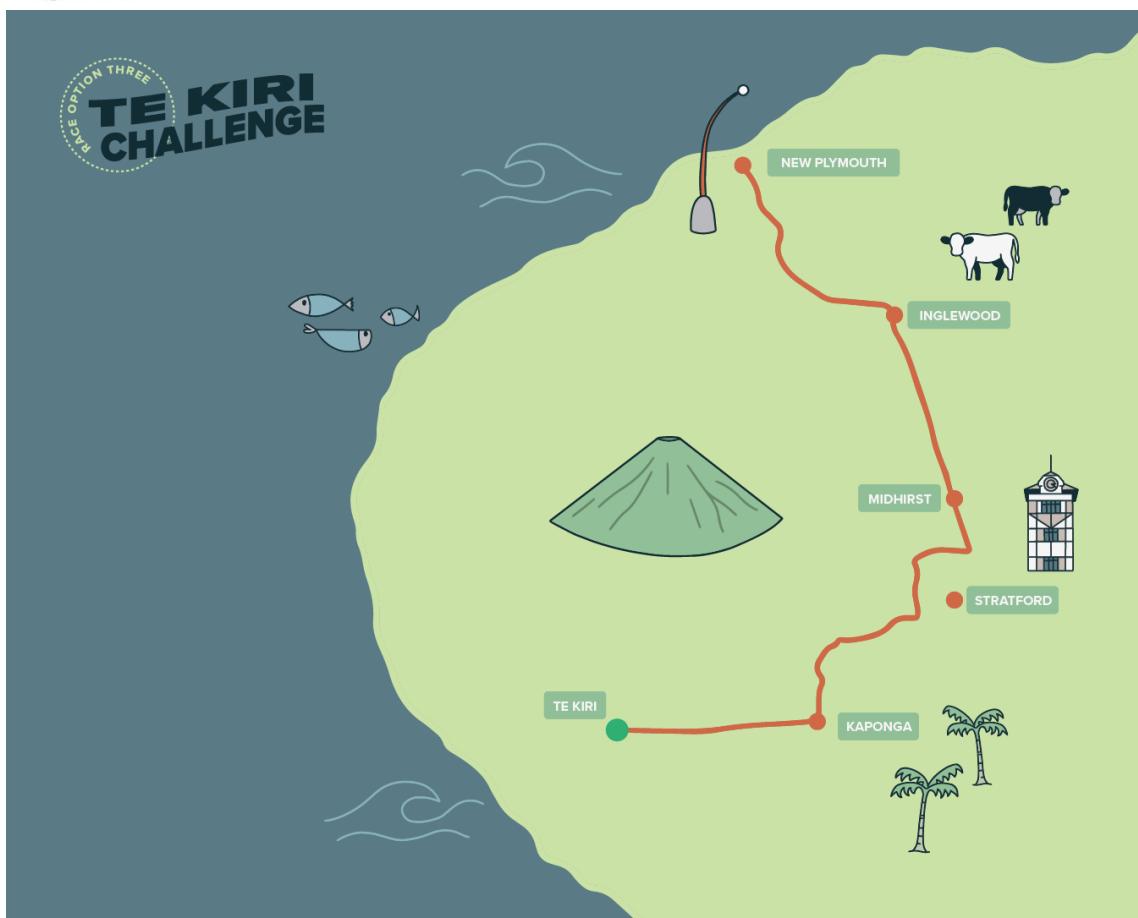 RACE OPTION THREE
TE KIRI
CHALLENGE
NEW PLYMOUTH
INGLEWOOD
MIDHIRST
STRATFORD
TE KIRI
KAPONGA